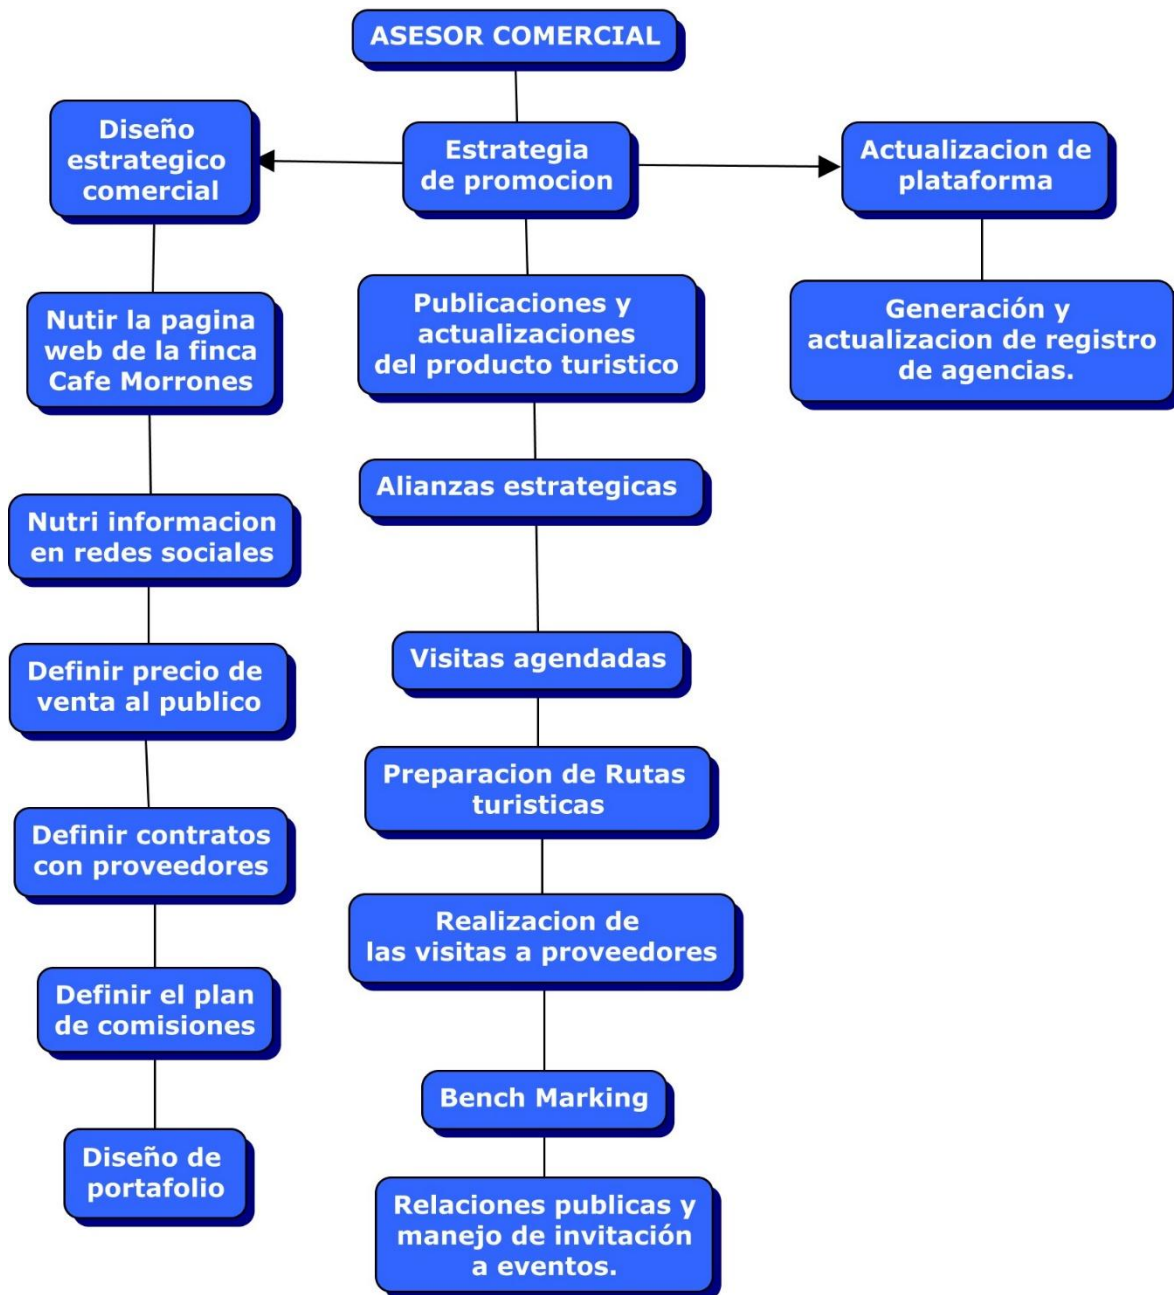 ASESOR COMERCIAL
Diseño
estrategico
comercial
Estrategia
de promocion
Actualizacion de
plataforma
Nutir la pagina
web de la finca
Cafe Morrones
Publicaciones y
actualizaciones
del producto turistico
Generación y
actualizacion de registro
de agencias.
Nutri informacion
en redes sociales
Alianzas estrategicas
Definir precio de
venta al publico
Visitas agendadas
Definir contratos
con proveedores
Preparacion de Rutas
turisticas
Definir el plan
de comisiones
Realizacion de
las visitas a proveedores
Diseño de
portafolio
Bench Marking
Relaciones publicas y
manejo de invitación
a eventos.